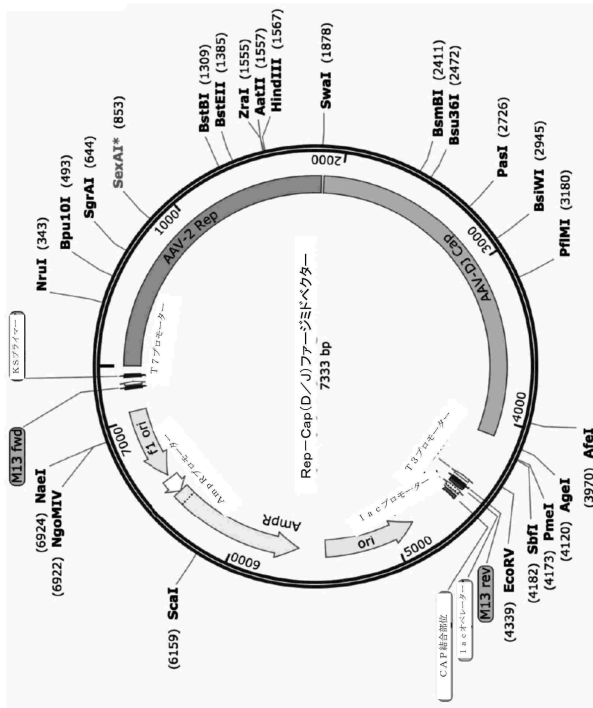 KSプライマー
M13 fwd
(6924) NaeI
(6922) NgoMIV
(6159) ScaI
NruI (343)
Bpu10I (493)
SgrAI (644)
SexAI* (853)
BstBI (1309)
BstEII (1385)
ZraI (1555)
AatII (1557)
HindIII (1567)
SwaI (1878)
BsmBI (2411)
Bsu36I (2472)
PasI (2726)
BsiWI (2945)
PflMI (3180)
(3970) AfeI
(4120) AgeI
(4173) PmeI
(4182) SbfI
(4339) EcoRV
M13 rev
lacオペレーター
CAP結合部位
1000
2000
3000
4000
5000
6000
7000
AAV-2 Rep
AAV-DJ Cap
T7プロモーター
F1 ori
AmpRプロモーター
AmpR
ori
lacプロモーター
T3プロモーター
Rep－Cap（D／J）ファージミドベクター
7333 bp